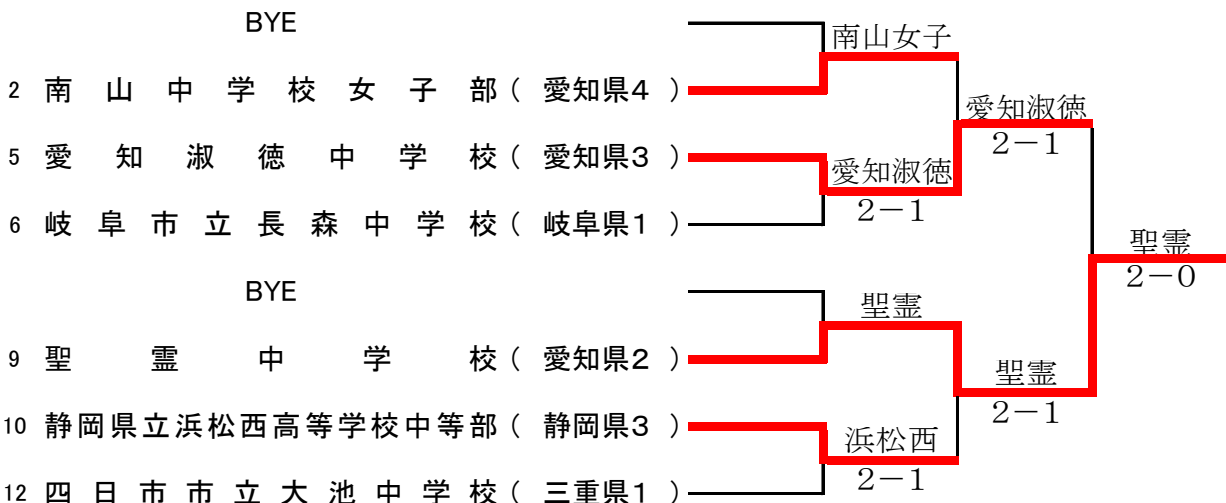 BYE
南山女子
2 南山中学校女子部(愛知県4)
愛知淑徳
2-1
5 愛知淑徳中学校(愛知県3)
愛知淑徳
2-1
6 岐阜市立長森中学校(岐阜県1)
聖霊
2-0
BYE
聖霊
9 聖霊中学校(愛知県2)
聖霊
2-1
10 静岡県立浜松西高等学校中等部(静岡県3)
浜松西
2-1
12 四日市市立大池中学校(三重県1)